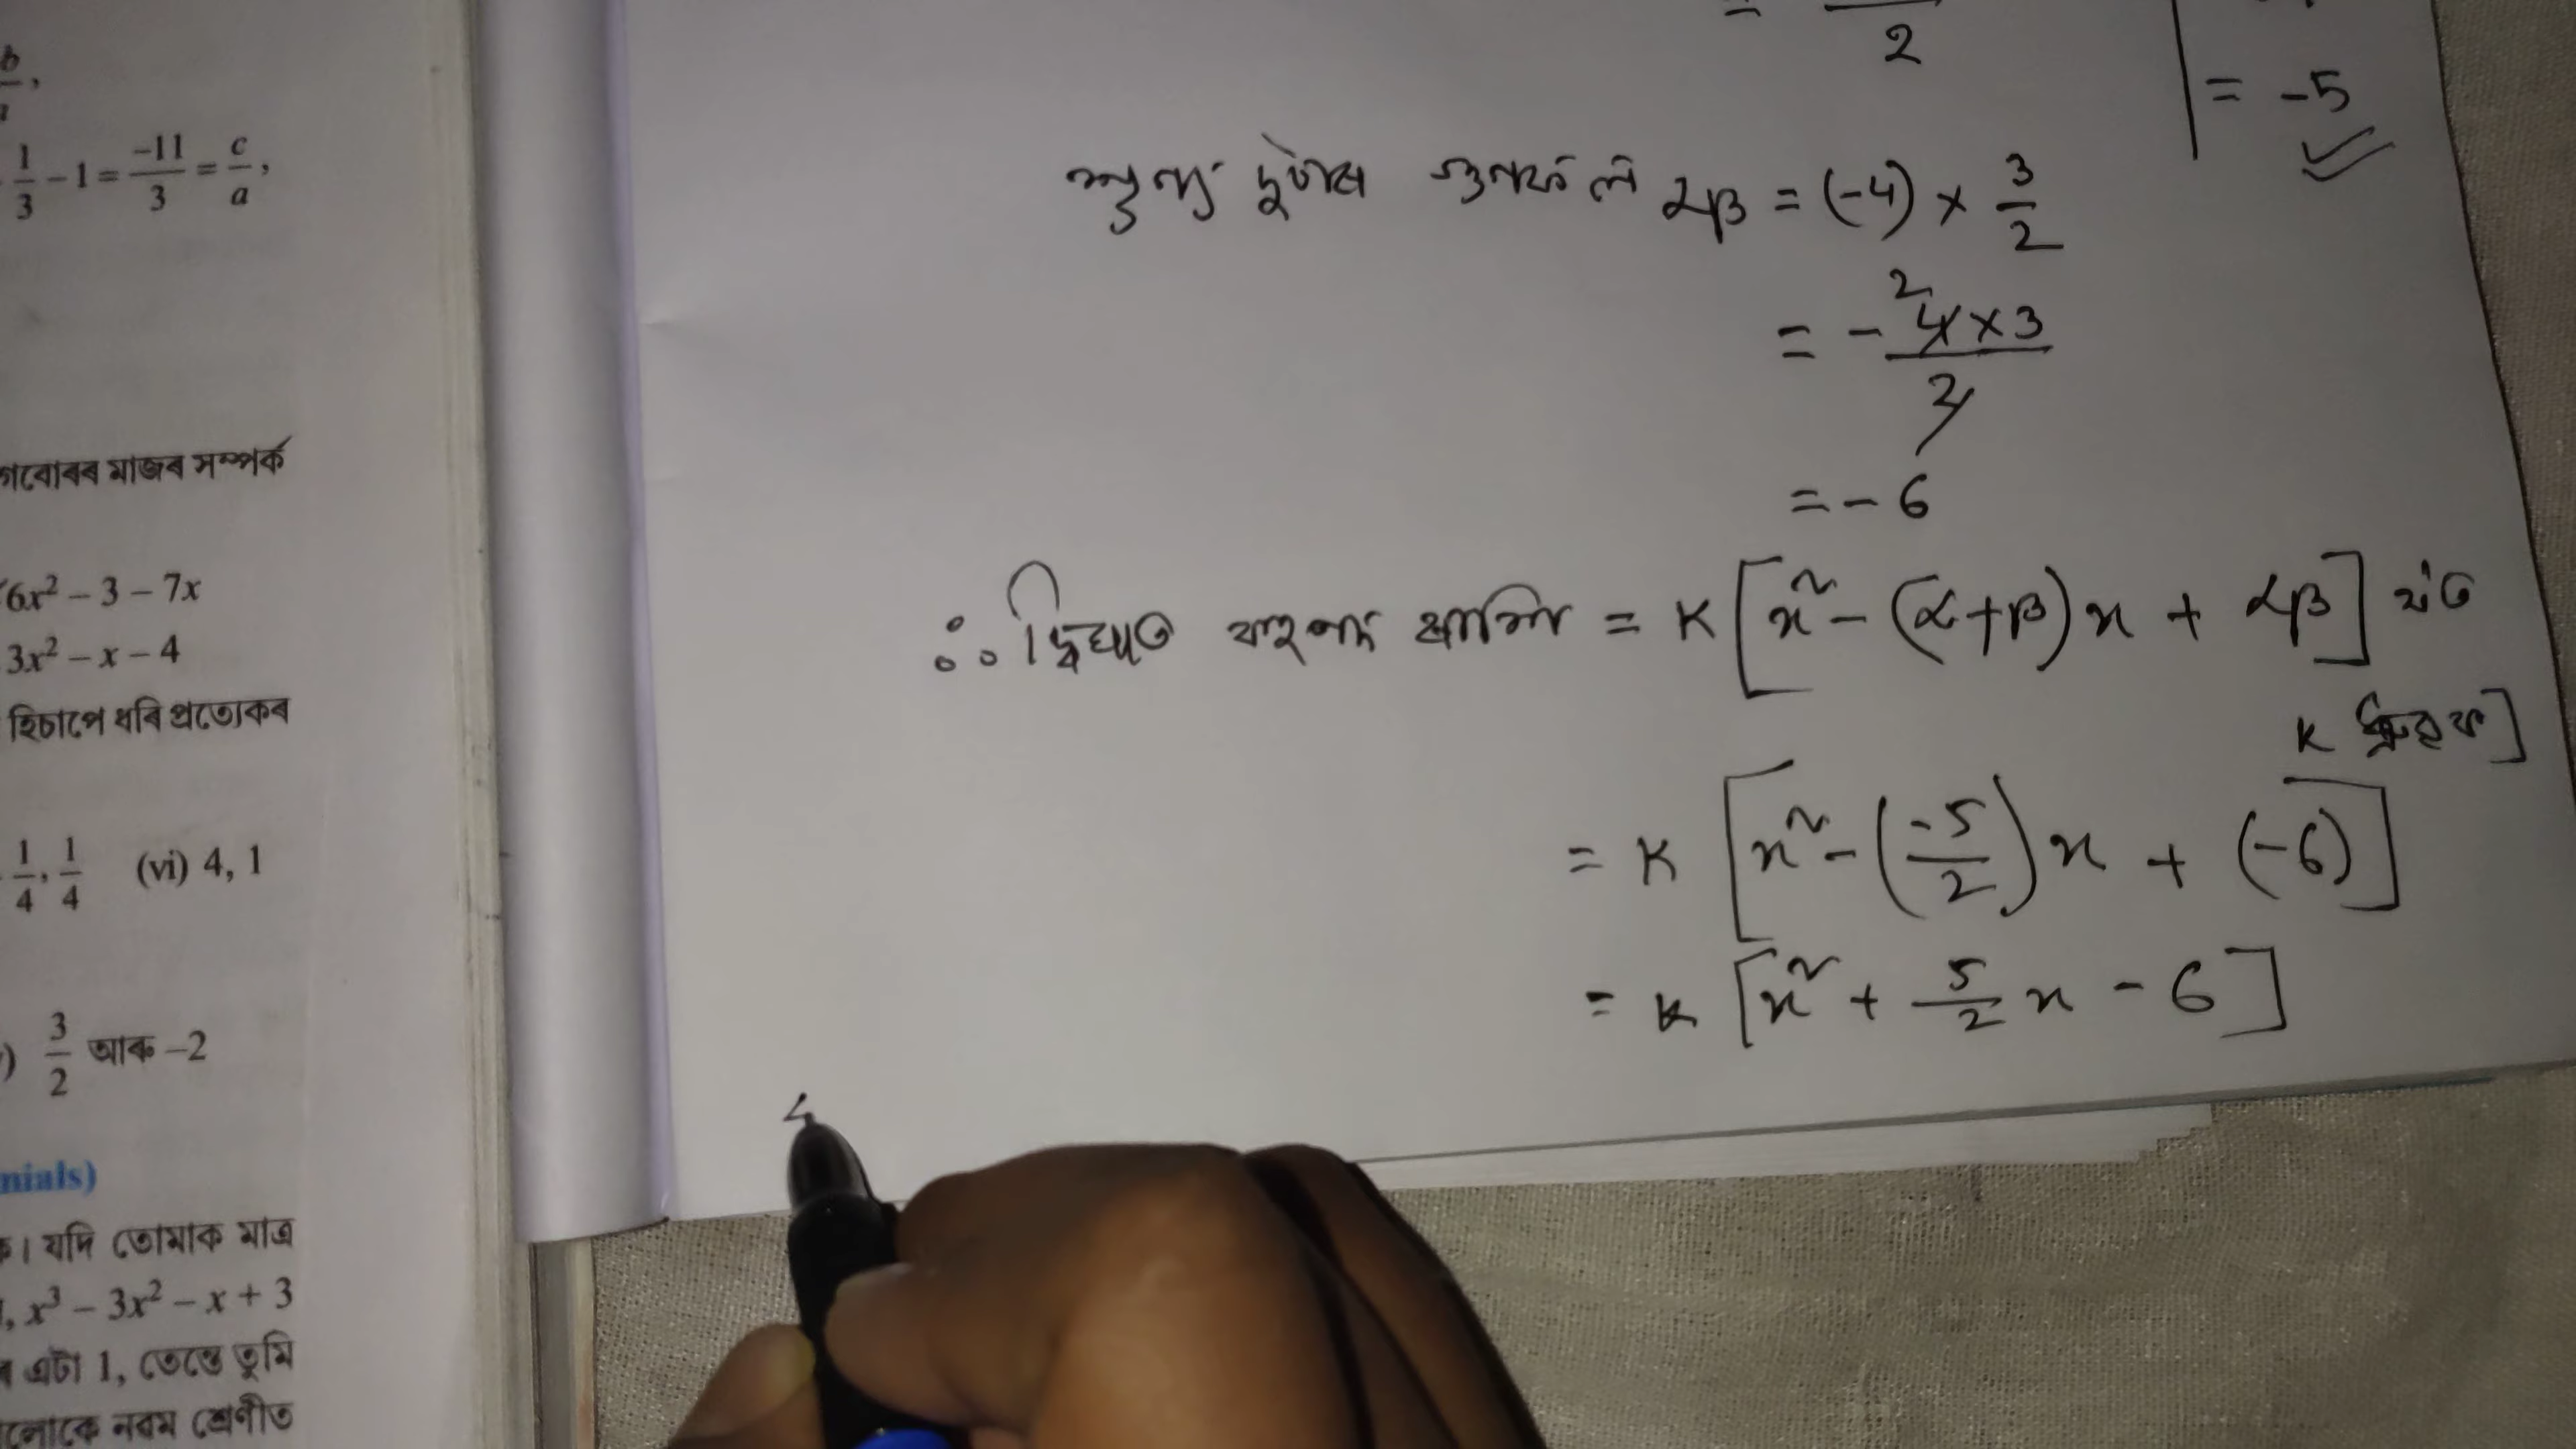 b/a,
1/3 − 1 = −11/3 = c/a,
মাজৰ সম্পৰ্ক
6x² − 3 − 7x
3x² − x − 4
হিচাপে ধৰি প্ৰত্যেকৰ
1/4, 1/4 (vi) 4, 1
) 3/2 আৰু −2
nials)
। যদি তোমাক মাত্ৰ
, x³ − 3x² − x + 3
এটা 1, তেন্তে তুমি
নৱম শ্ৰেণীত
= /2
= -5
শূন্য দুটাৰ গুণফল αβ = (-4) × 3/2
= - 4 × 3 / 2
2
= - 6
∴ দ্বিঘাত বহুপদ ৰাশি = K [x² - (α+β)x + αβ] য'ত
K ধ্ৰুৱক]
= K [x² - (-5/2)x + (-6)]
= K [x² + 5/2 x - 6]